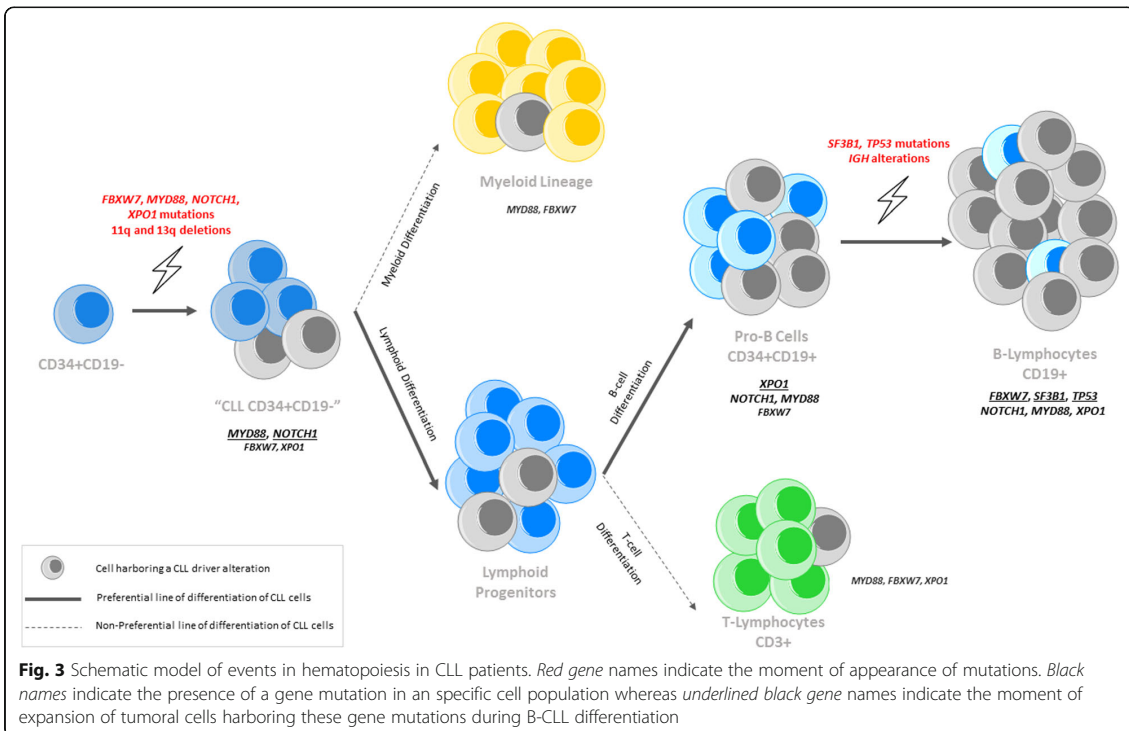 FBXW7, MYD88, NOTCH1,
XPO1 mutations
11q and 13q deletions
CD34+CD19-
“CLL CD34+CD19-”
MYD88, NOTCH1
FBXW7, XPO1
Myeloid Differentiation
Myeloid Lineage
MYD88, FBXW7
Lymphoid Differentiation
Lymphoid
Progenitors
B-cell
Differentiation
Pro-B Cells
CD34+CD19+
XPO1
NOTCH1, MYD88
FBXW7
SF3B1, TP53 mutations
IGH alterations
B-Lymphocytes
CD19+
FBXW7, SF3B1, TP53
NOTCH1, MYD88, XPO1
T-cell
Differentiation
MYD88, FBXW7, XPO1
T-Lymphocytes
CD3+
Cell harboring a CLL driver alteration
Preferential line of differentiation of CLL cells
Non-Preferential line of differentiation of CLL cells
Fig. 3 Schematic model of events in hematopoiesis in CLL patients. Red gene names indicate the moment of appearance of mutations. Black
names indicate the presence of a gene mutation in an specific cell population whereas underlined black gene names indicate the moment of
expansion of tumoral cells harboring these gene mutations during B-CLL differentiation